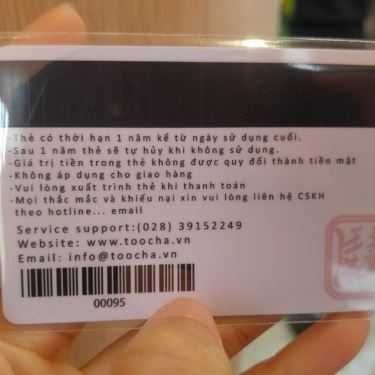 -Thẻ có thời hạn 1 năm kể từ ngày sử dụng cuối.
-Sau 1 năm thẻ sẽ tự hủy khi không sử dụng.
-Giá trị tiền trong thẻ không được quy đổi thành tiền mặt
-Không áp dụng cho giao hàng
-Vui lòng xuất trình thẻ khi thanh toán
-Mọi thắc mắc và khiếu nại xin vui lòng liên hệ CSKH
theo hotline... email
Service support:(028) 39152249
Website: www.toocha.vn
Email: info@toocha.vn
00095